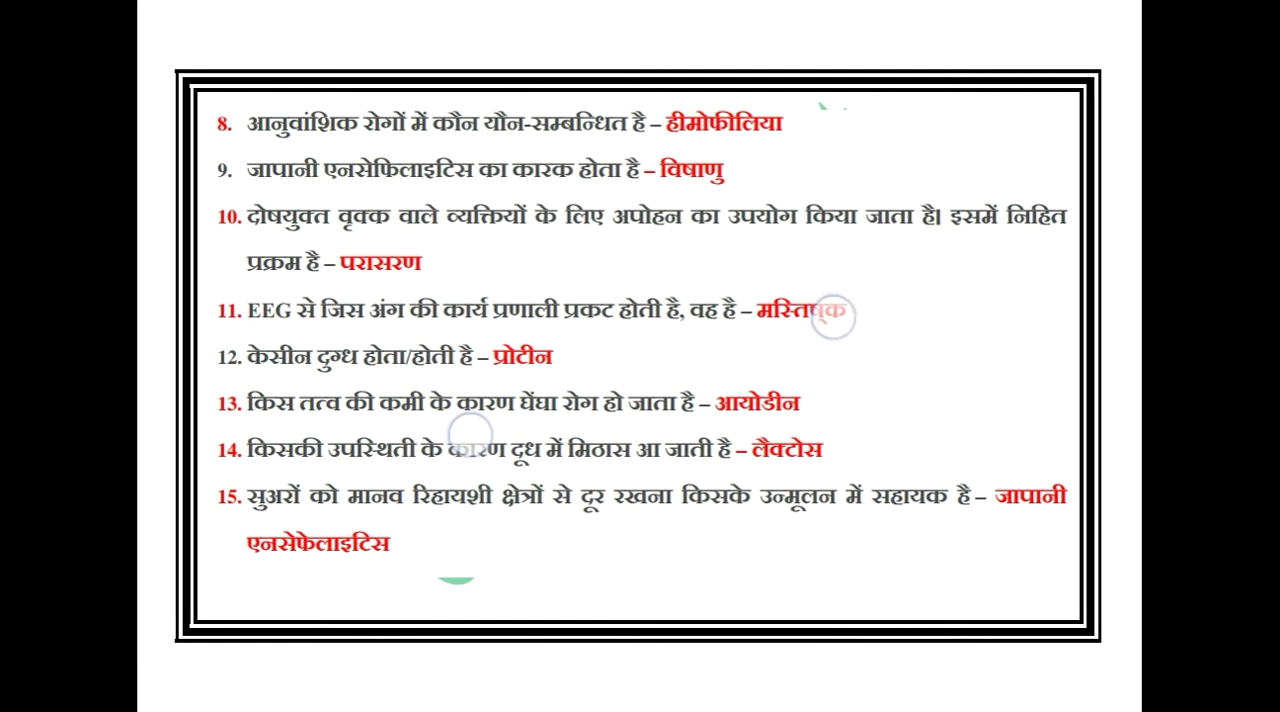 8. आनुवांशिक रोगों में कौन यौन-सम्बन्धित है – हीमोफीलिया
9. जापानी एनसेफिलाइटिस का कारक होता है – विषाणु
10. दोषयुक्त वृक्क वाले व्यक्तियों के लिए अपोहन का उपयोग किया जाता है। इसमें निहित
प्रक्रम है – परासरण
11. EEG से जिस अंग की कार्य प्रणाली प्रकट होती है, वह है – मस्तिष्क
12. केसीन दुग्ध होता/होती है – प्रोटीन
13. किस तत्व की कमी के कारण घेंघा रोग हो जाता है – आयोडीन
14. किसकी उपस्थिती के कारण दूध में मिठास आ जाती है – लैक्टोस
15. सुअरों को मानव रिहायशी क्षेत्रों से दूर रखना किसके उन्मूलन में सहायक है – जापानी
एनसेफेलाइटिस